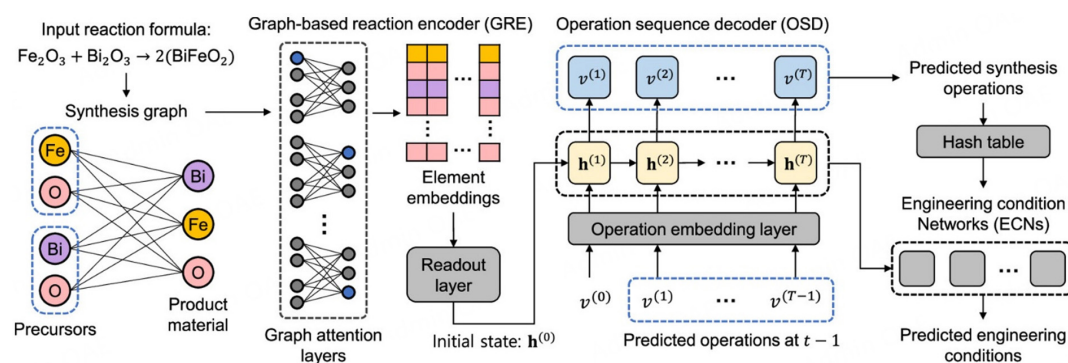 Input reaction formula:
Fe₂O₃ + Bi₂O₃ → 2(BiFeO₂)
Synthesis graph
Fe
O
Bi
O
Precursors
Bi
Fe
O
Product
material
Graph-based reaction encoder (GRE)
Graph attention
layers
Element
embeddings
Readout
layer
Initial state: h⁽⁰⁾
Operation sequence decoder (OSD)
v⁽¹⁾ v⁽²⁾ ··· v⁽ᵀ⁾
h⁽¹⁾ h⁽²⁾ ··· h⁽ᵀ⁾
Operation embedding layer
v⁽⁰⁾ v⁽¹⁾ ··· v⁽ᵀ⁻¹⁾
Predicted operations at t − 1
Predicted synthesis
operations
Hash table
Engineering condition
Networks (ECNs)
Predicted engineering
conditions